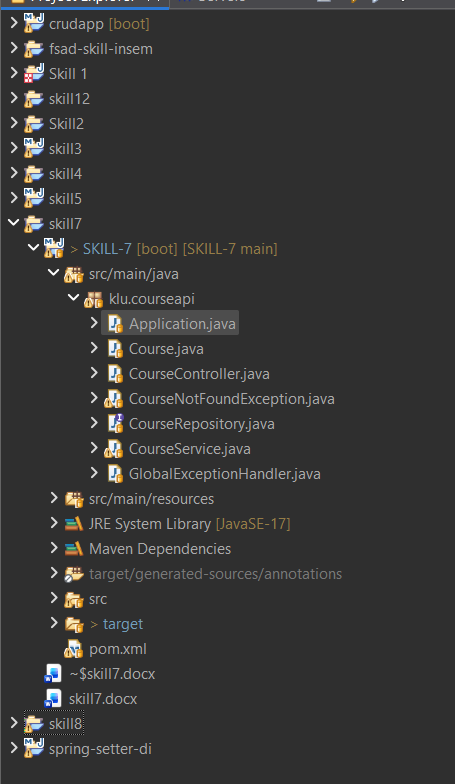 crudapp [boot]
fsad-skill-insem
Skill 1
skill12
Skill2
skill3
skill4
skill5
skill7
> SKILL-7 [boot] [SKILL-7 main]
src/main/java
klu.courseapi
Application.java
Course.java
CourseController.java
CourseNotFoundException.java
CourseRepository.java
CourseService.java
GlobalExceptionHandler.java
src/main/resources
JRE System Library [JavaSE-17]
Maven Dependencies
target/generated-sources/annotations
src
> target
pom.xml
~$skill7.docx
skill7.docx
skill8
spring-setter-di